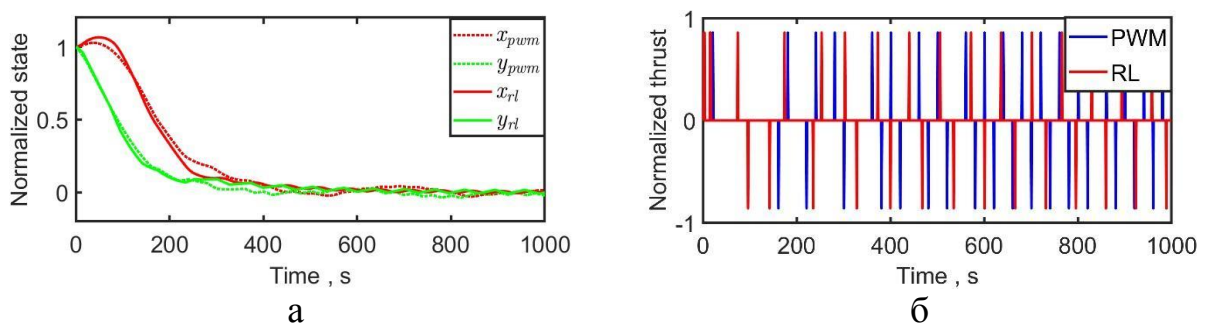 Normalized state
1
0.5
0
0 200 400 600 800 1000
Time , s
x_pwm
y_pwm
x_rl
y_rl
а
Normalized thrust
1
0
-1
0 200 400 600 800 1000
Time , s
PWM
RL
б